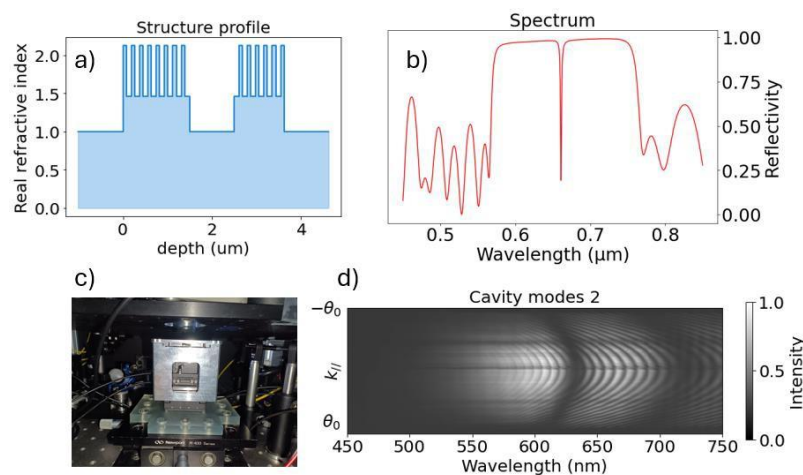 Structure profile
a)
Real refractive index
2.0
1.5
1.0
0.5
0.0
0
2
4
depth (um)
Spectrum
b)
1.00
0.75
0.50
0.25
0.00
Reflectivity
0.5
0.6
0.7
0.8
Wavelength (μm)
c)
Newport
d)
Cavity modes 2
−θ₀
k//
θ₀
450
500
550
600
650
700
750
Wavelength (nm)
1.0
0.5
0.0
Intensity